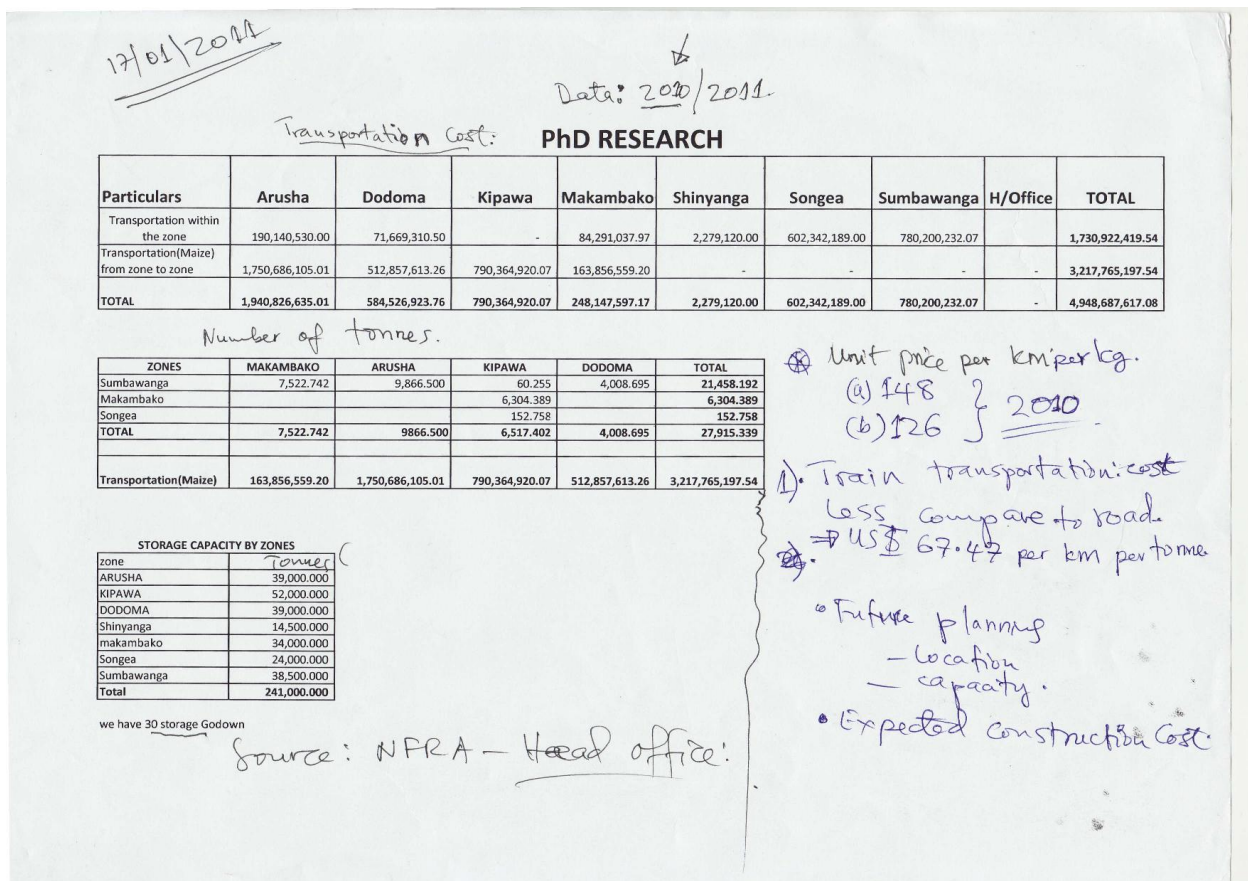 17/01/2011
Data: 2010/2011
Transportation Cost: PhD RESEARCH
Particulars Arusha Dodoma Kipawa Makambako Shinyanga Songea Sumbawanga H/Office TOTAL
Transportation within
the zone 190,140,530.00 71,669,310.50 - 84,291,037.97 2,279,120.00 602,342,189.00 780,200,232.07 1,730,922,419.54
Transportation(Maize)
from zone to zone 1,750,686,105.01 512,857,613.26 790,364,920.07 163,856,559.20 - - - - 3,217,765,197.54
TOTAL 1,940,826,635.01 584,526,923.76 790,364,920.07 248,147,597.17 2,279,120.00 602,342,189.00 780,200,232.07 - 4,948,687,617.08
Number of tonnes.
ZONES MAKAMBAKO ARUSHA KIPAWA DODOMA TOTAL
Sumbawanga 7,522.742 9,866.500 60.255 4,008.695 21,458.192
Makambako 6,304.389 6,304.389
Songea 152.758 152.758
TOTAL 7,522.742 9866.500 6,517.402 4,008.695 27,915.339
Transportation(Maize) 163,856,559.20 1,750,686,105.01 790,364,920.07 512,857,613.26 3,217,765,197.54
Unit price per km per kg.
(a) 148
2010
(b) 126
1). Train transportation: cost
less compare to road.
⇒ US$ 67.47 per km per tonne
• Future planning
- location
- capacity.
• Expected construction cost.
STORAGE CAPACITY BY ZONES
zone Tonnes (
ARUSHA 39,000.000
KIPAWA 52,000.000
DODOMA 39,000.000
Shinyanga 14,500.000
makambako 34,000.000
Songea 24,000.000
Sumbawanga 38,500.000
Total 241,000.000
we have 30 storage Godown
Source: NFRA - Head office: